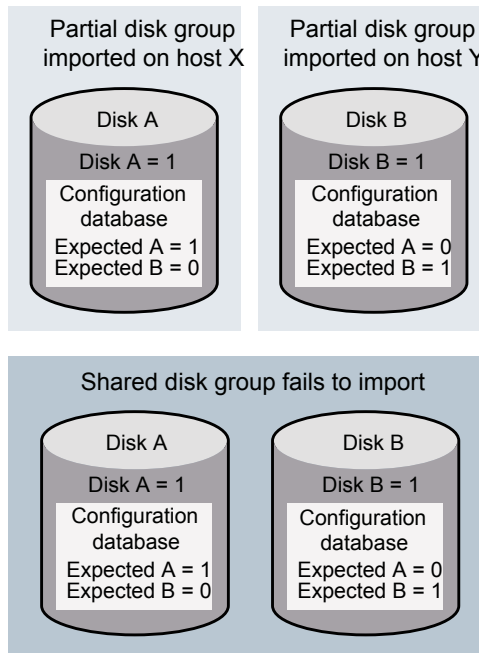 Partial disk group
imported on host X
Disk A
Disk A = 1
Configuration
database
Expected A = 1
Expected B = 0
Partial disk group
imported on host Y
Disk B
Disk B = 1
Configuration
database
Expected A = 0
Expected B = 1
Shared disk group fails to import
Disk A
Disk A = 1
Configuration
database
Expected A = 1
Expected B = 0
Disk B
Disk B = 1
Configuration
database
Expected A = 0
Expected B = 1